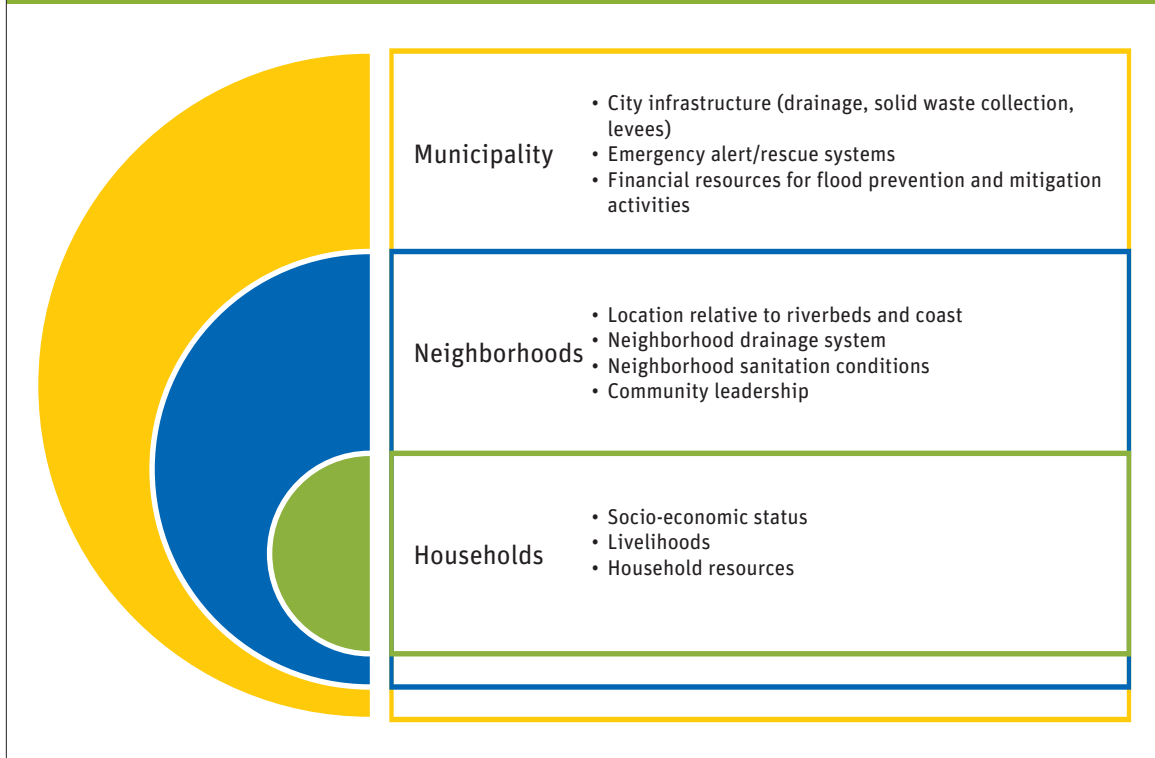 Municipality
• City infrastructure (drainage, solid waste collection,
levees)
• Emergency alert/rescue systems
• Financial resources for flood prevention and mitigation
activities
Neighborhoods
• Location relative to riverbeds and coast
• Neighborhood drainage system
• Neighborhood sanitation conditions
• Community leadership
Households
• Socio-economic status
• Livelihoods
• Household resources